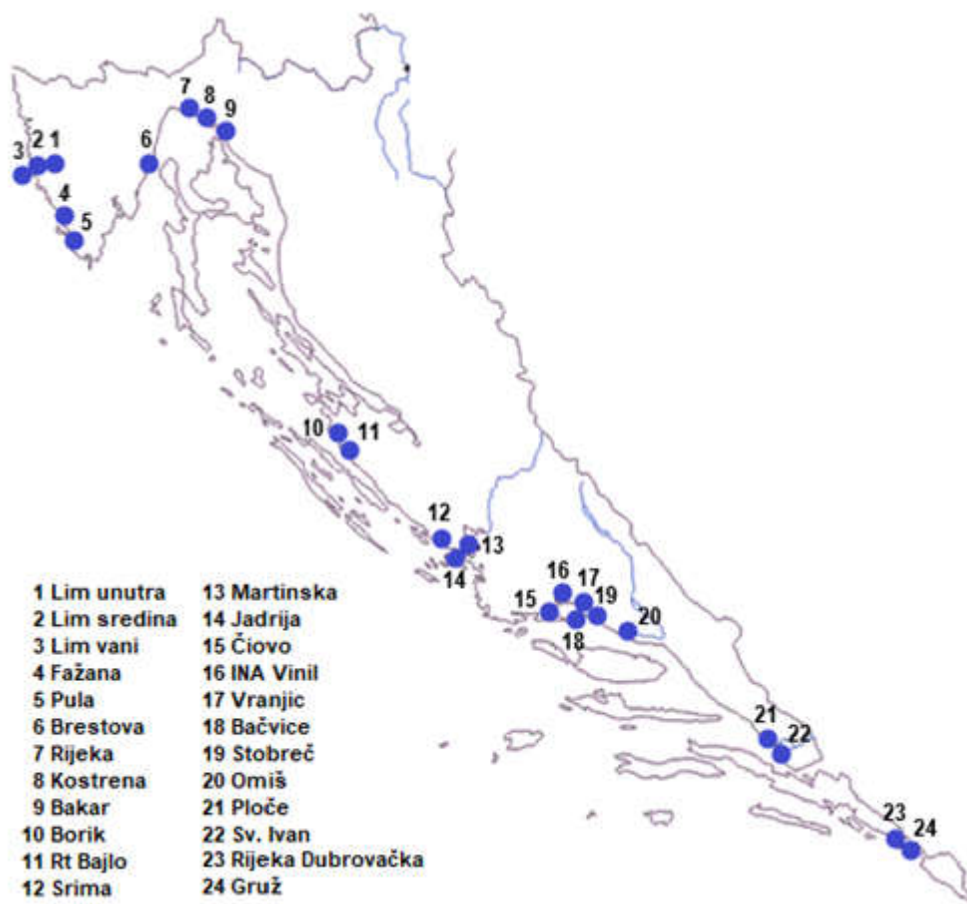 7
8
9
3
2
1
6
4
5
10
11
12
13
14
16
17
15
19
20
18
21
22
23
24
1 Lim unutra
2 Lim sredina
3 Lim vani
4 Fažana
5 Pula
6 Brestova
7 Rijeka
8 Kostrena
9 Bakar
10 Borik
11 Rt Bajlo
12 Srima
13 Martinska
14 Jadrija
15 Čiovo
16 INA Vinil
17 Vranjic
18 Bačvice
19 Stobreč
20 Omiš
21 Ploče
22 Sv. Ivan
23 Rijeka Dubrovačka
24 Gruž